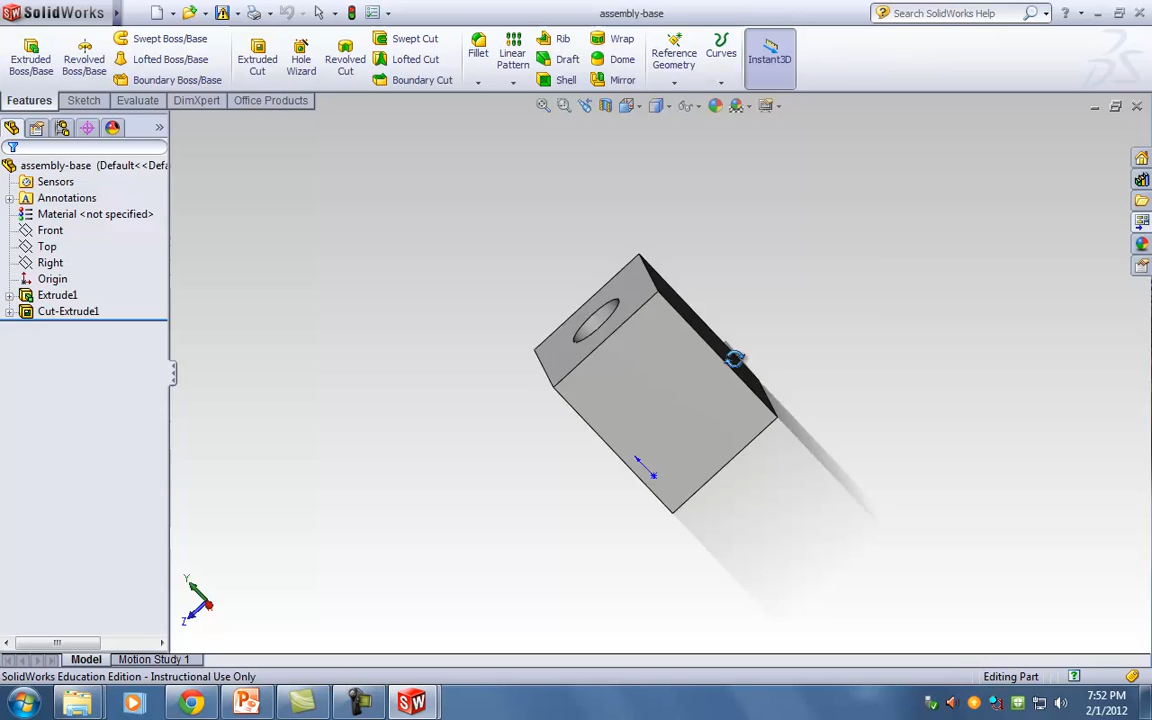 SolidWorks
assembly-base
Search SolidWorks Help
Extruded Boss/Base
Revolved Boss/Base
Swept Boss/Base
Lofted Boss/Base
Boundary Boss/Base
Extruded Cut
Hole Wizard
Revolved Cut
Swept Cut
Lofted Cut
Boundary Cut
Fillet
Linear Pattern
Rib
Draft
Shell
Wrap
Dome
Mirror
Reference Geometry
Curves
Instant3D
Features
Sketch
Evaluate
DimXpert
Office Products
assembly-base (Default<<Defa
Sensors
Annotations
Material <not specified>
Front
Top
Right
Origin
Extrude1
Cut-Extrude1
Y
Z
Model
Motion Study 1
SolidWorks Education Edition - Instructional Use Only
Editing Part
7:52 PM
2/1/2012